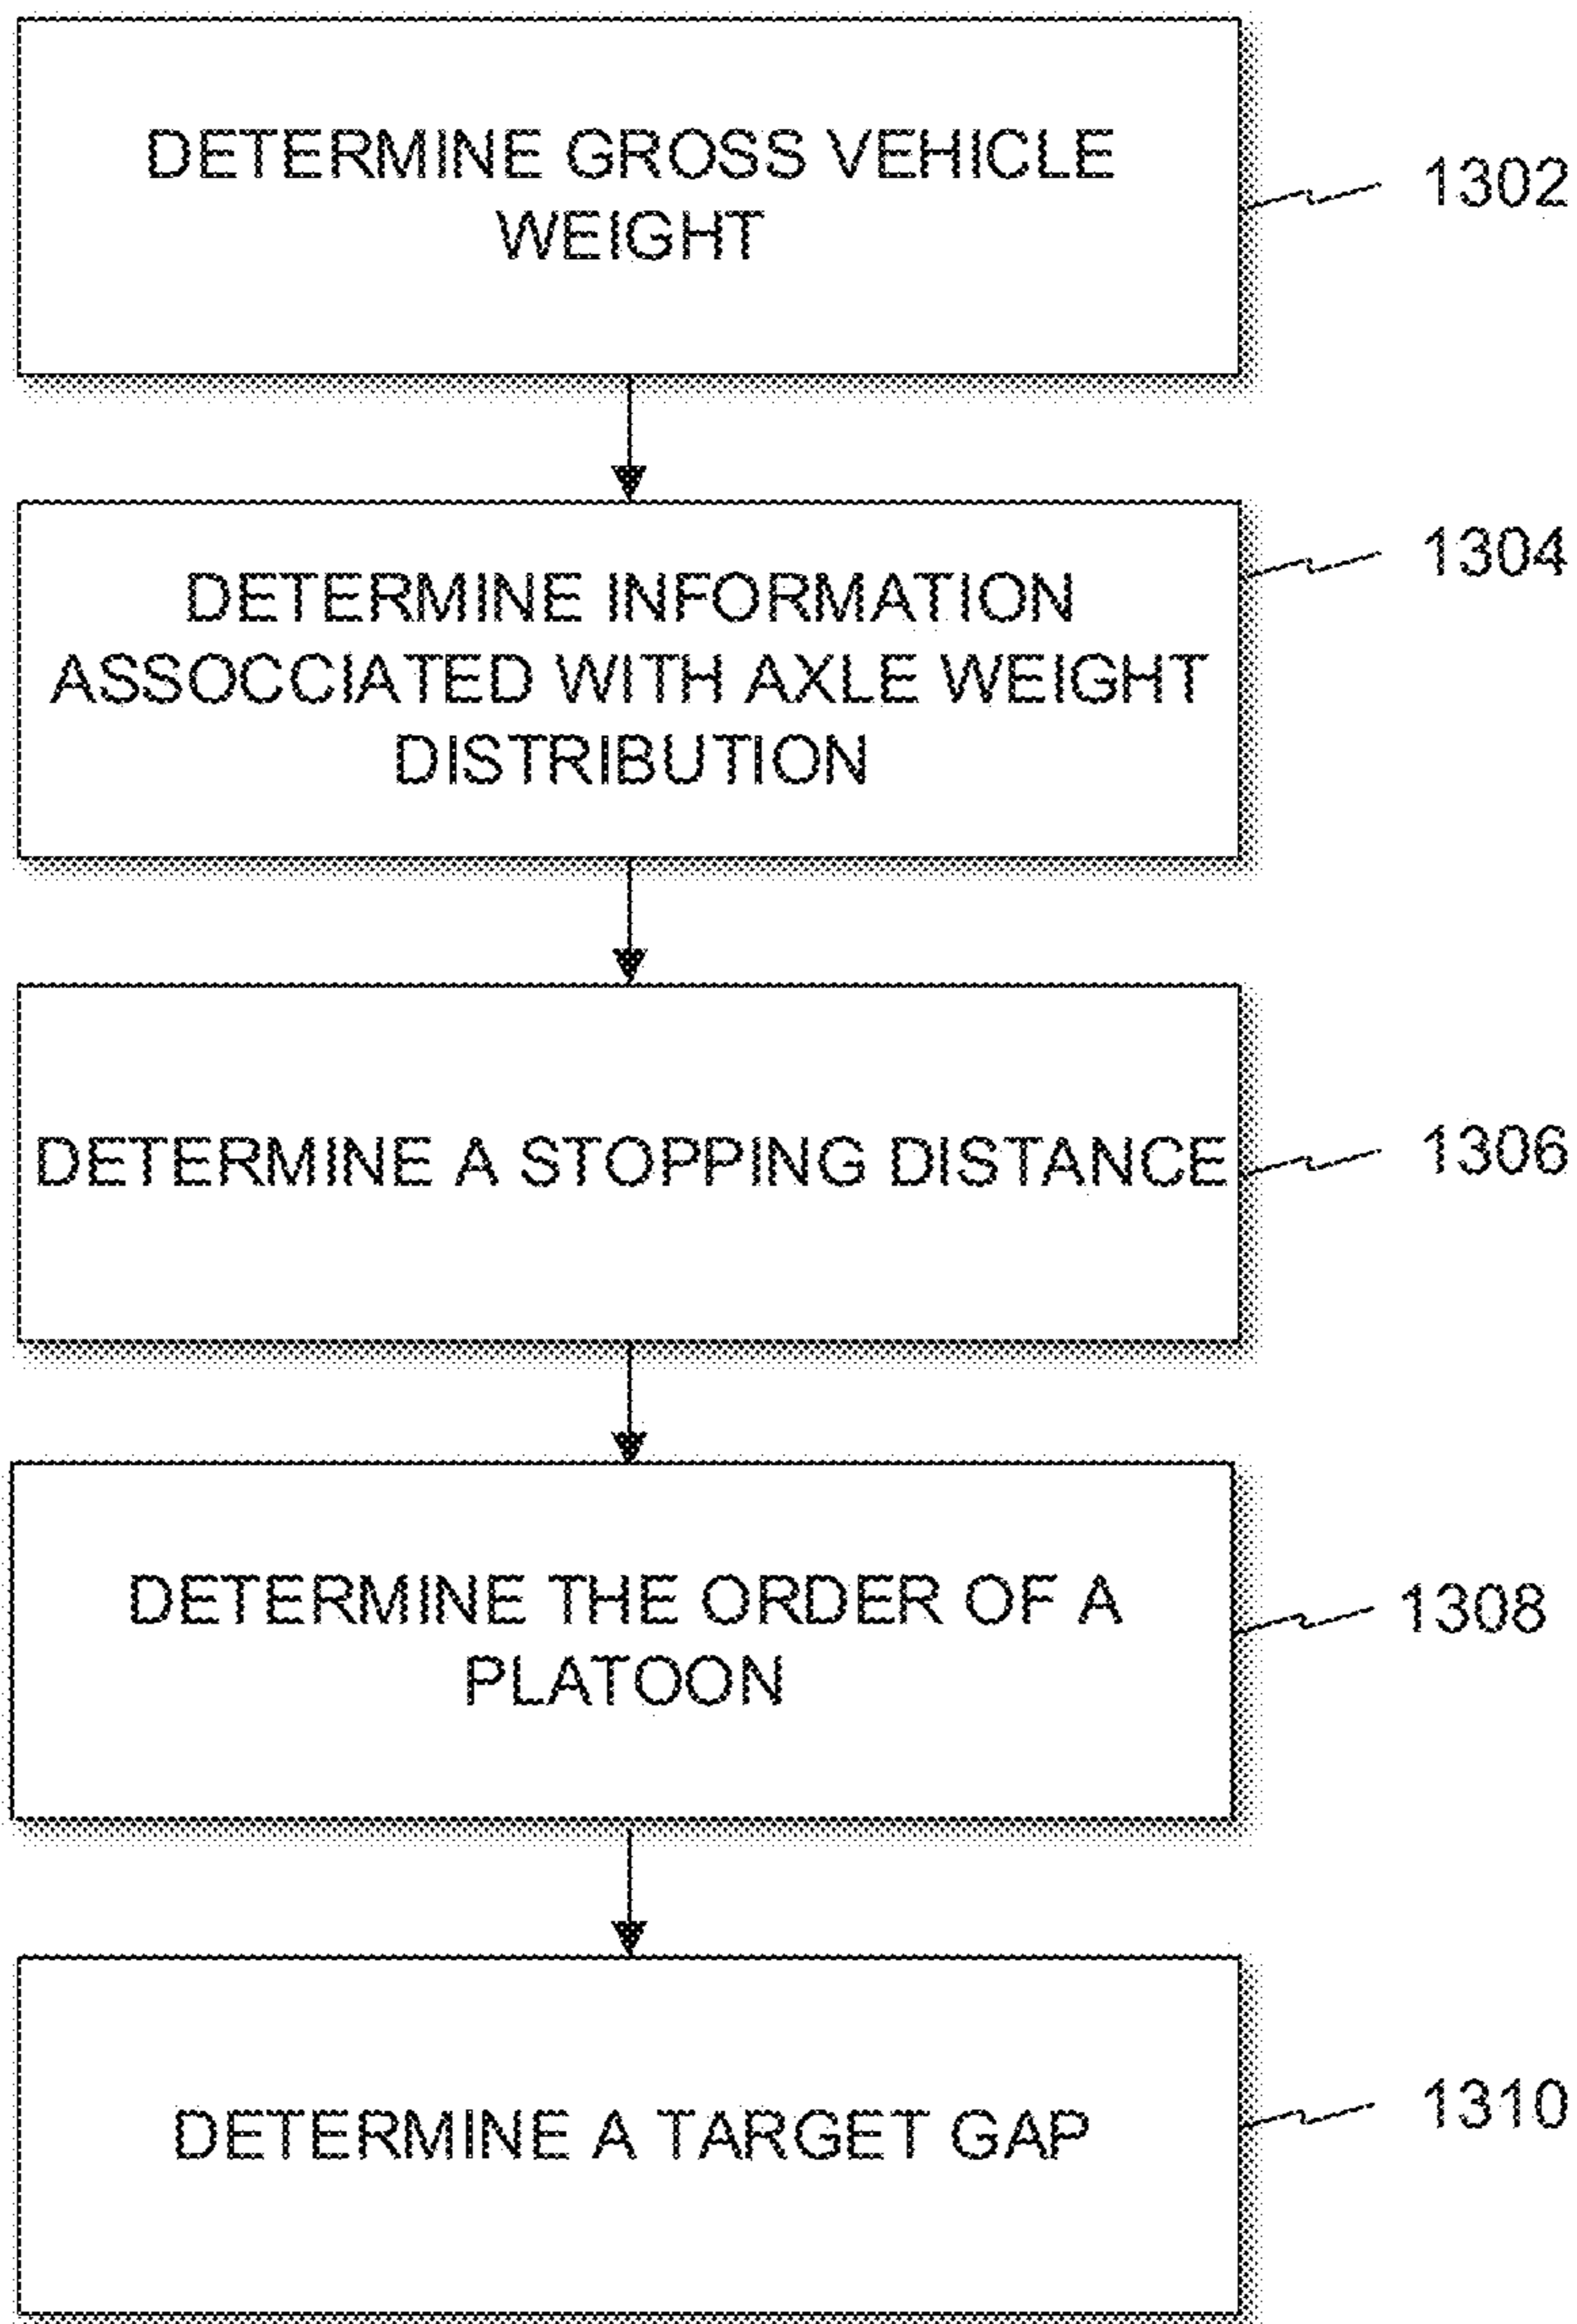 DETERMINE GROSS VEHICLE
WEIGHT
1302
DETERMINE INFORMATION
ASSOCCIATED WITH AXLE WEIGHT
DISTRIBUTION
1304
DETERMINE A STOPPING DISTANCE
1306
DETERMINE THE ORDER OF A
PLATOON
1308
DETERMINE A TARGET GAP
1310